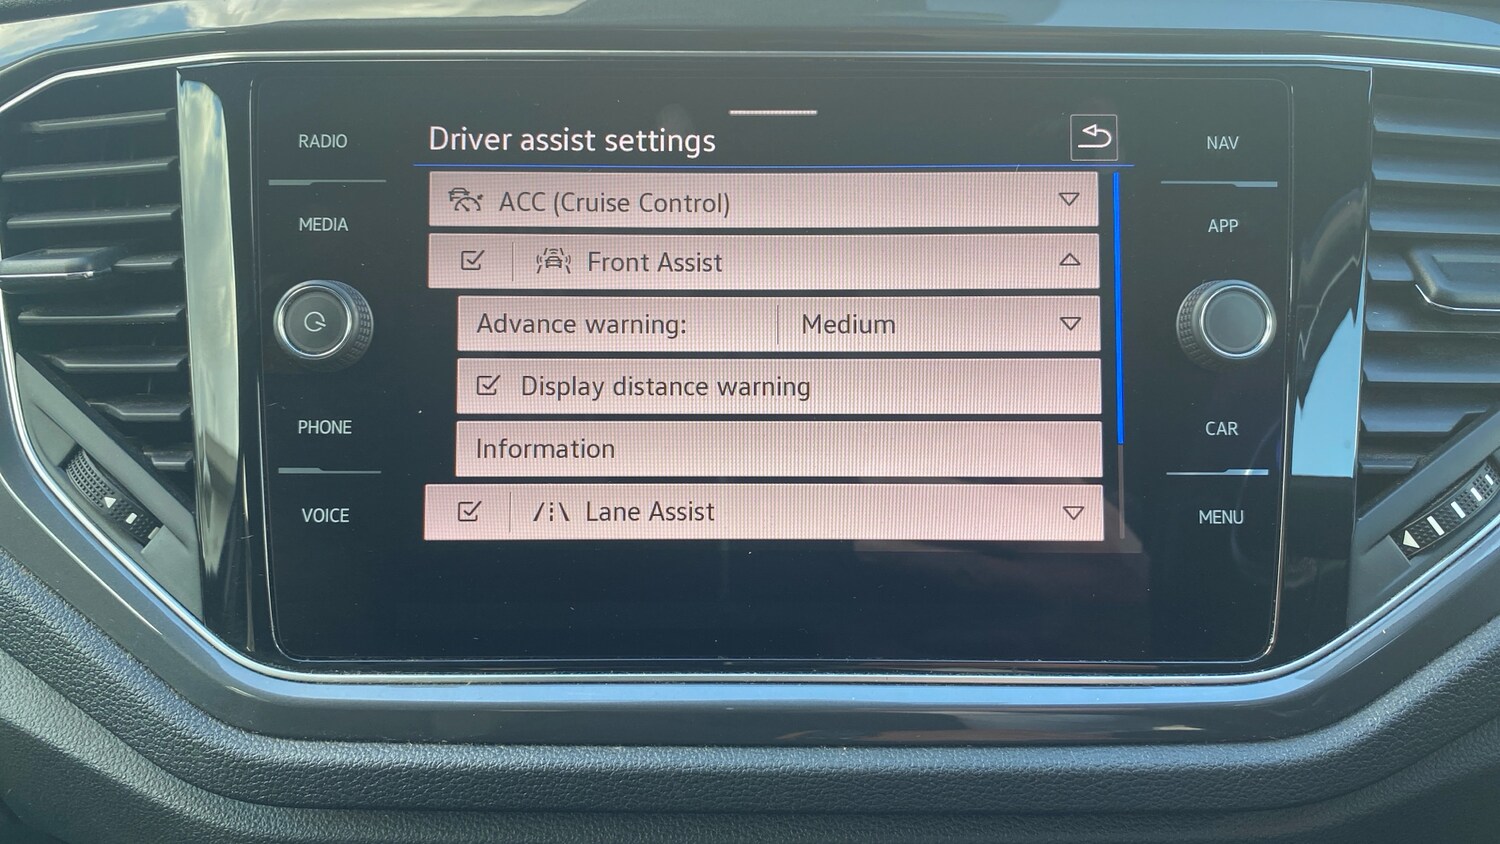 RADIO
MEDIA
PHONE
VOICE
Driver assist settings
ACC (Cruise Control)
Front Assist
Advance warning: Medium
Display distance warning
Information
Lane Assist
NAV
APP
CAR
MENU